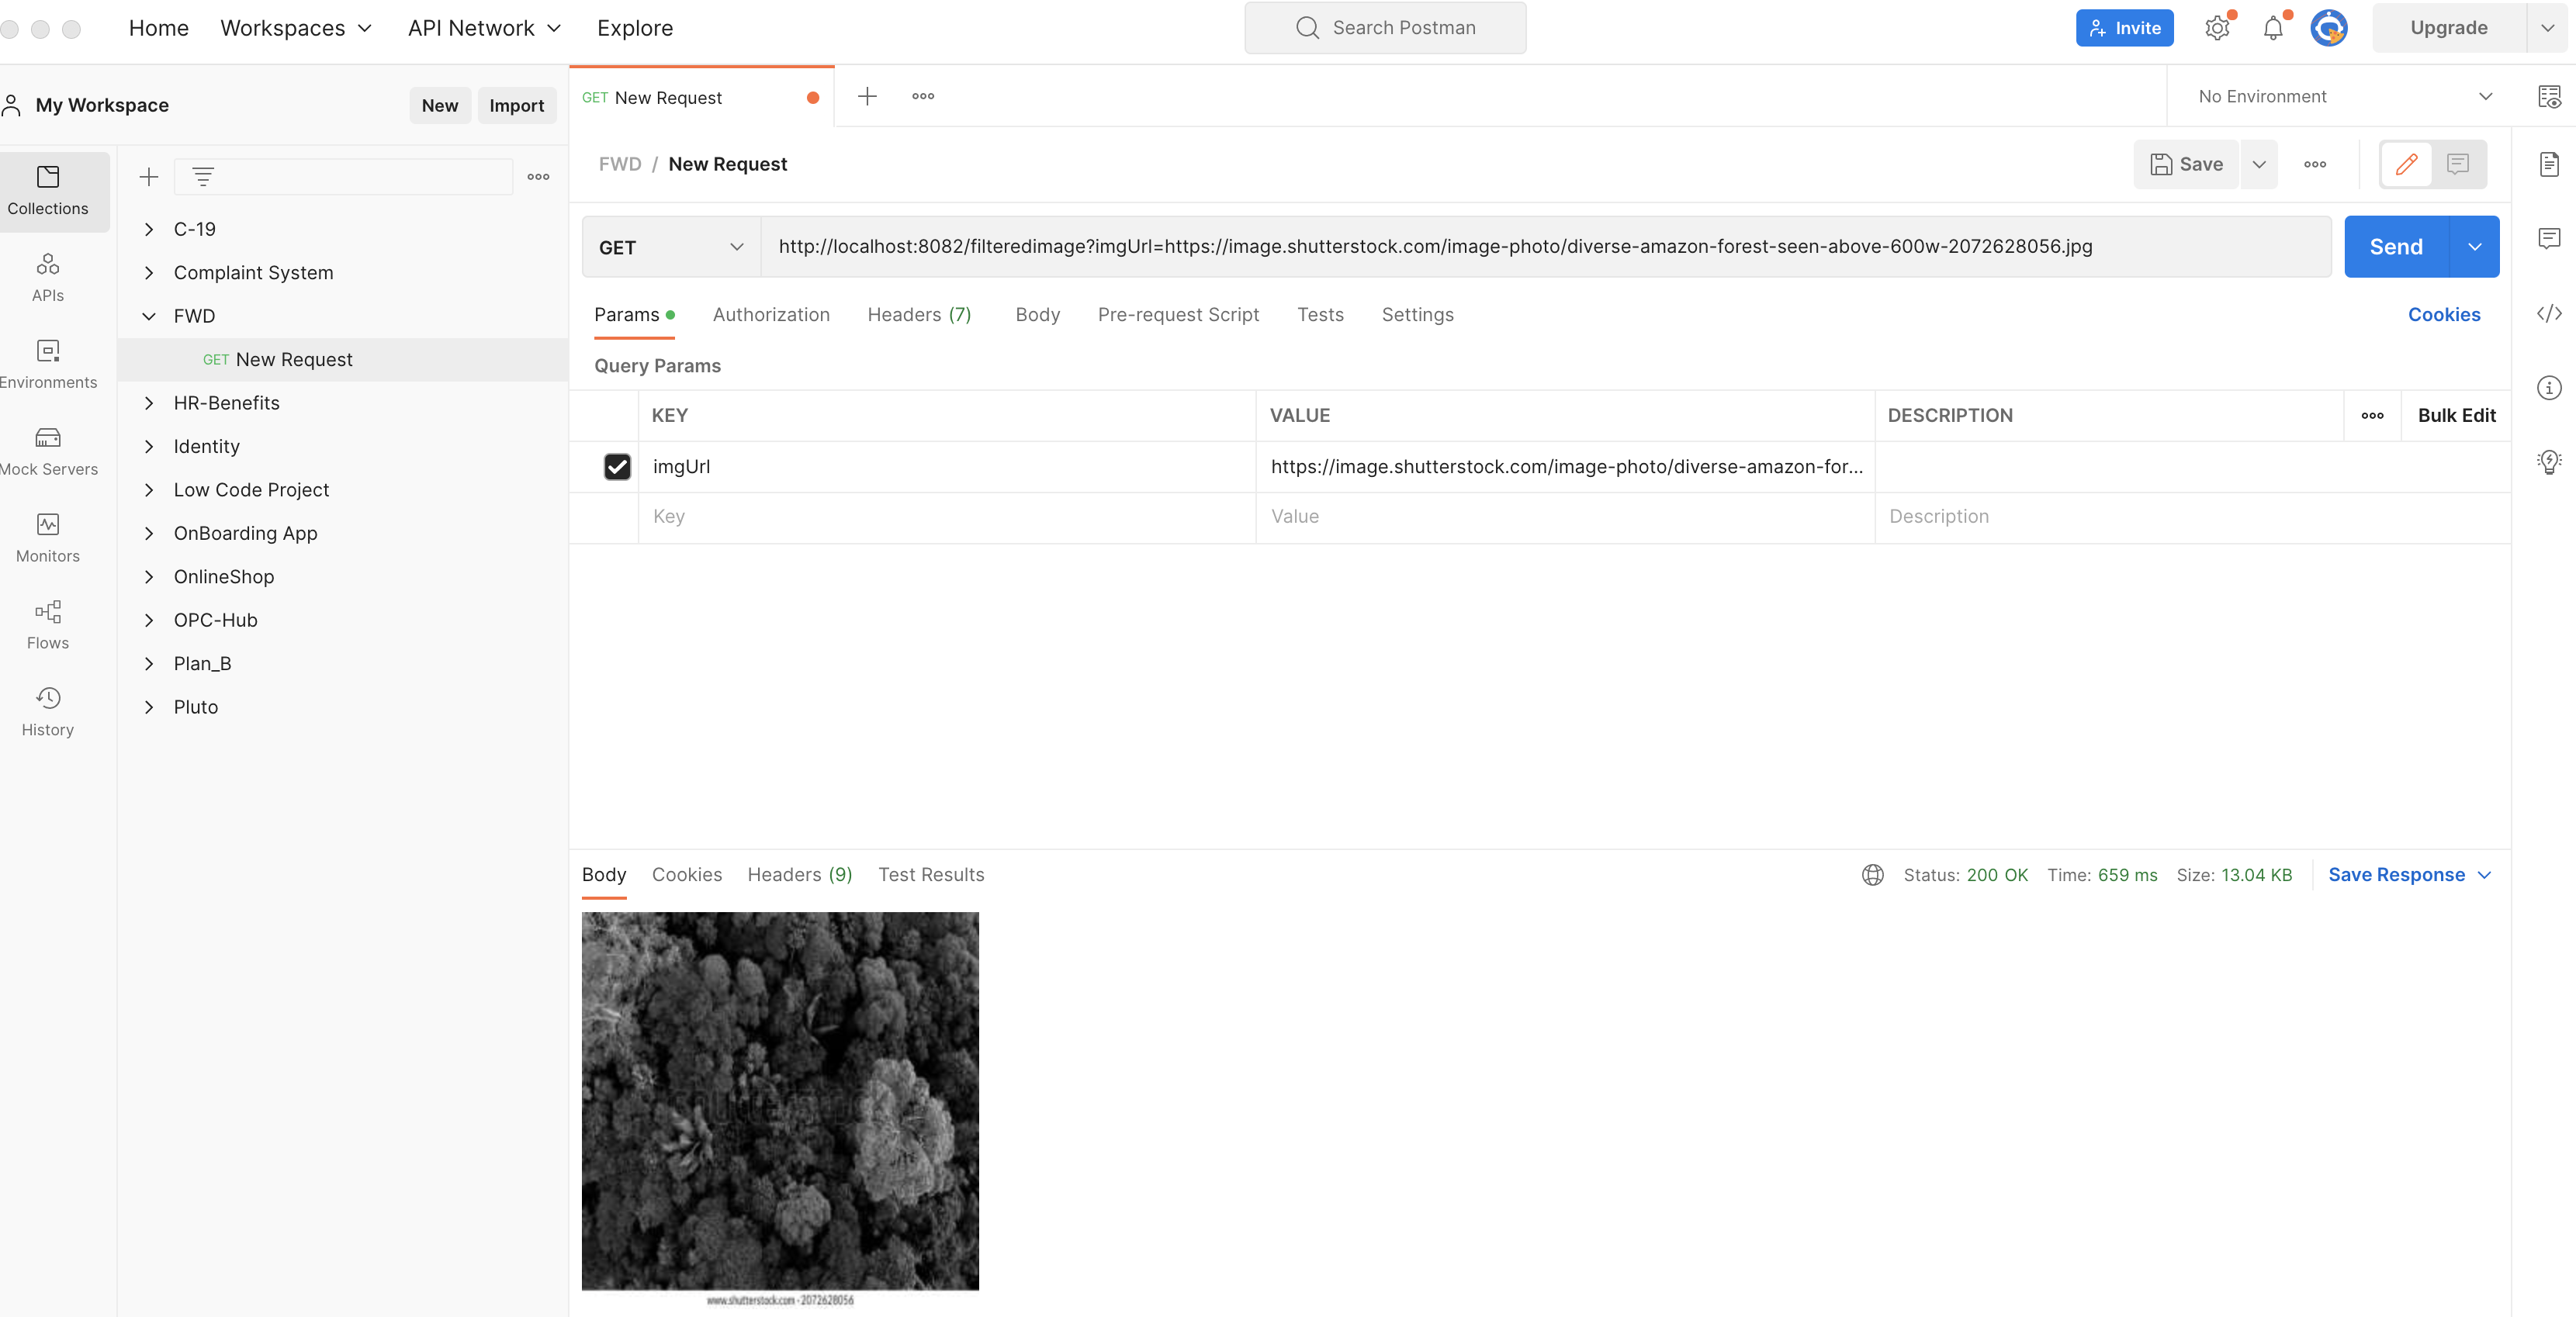 Home Workspaces API Network Explore Search Postman Invite Upgrade
My Workspace New Import
GET New Request No Environment
FWD / New Request Save
Collections
C-19
APIs
Complaint System
FWD
GET New Request
Environments
HR-Benefits
Identity
Mock Servers
Low Code Project
OnBoarding App
Monitors
OnlineShop
OPC-Hub
Flows
Plan_B
Pluto
History
GET http://localhost:8082/filteredimage?imgUrl=https://image.shutterstock.com/image-photo/diverse-amazon-forest-seen-above-600w-2072628056.jpg Send
Params Authorization Headers (7) Body Pre-request Script Tests Settings Cookies
Query Params
KEY VALUE DESCRIPTION Bulk Edit
imgUrl https://image.shutterstock.com/image-photo/diverse-amazon-for...
Key Value Description
Body Cookies Headers (9) Test Results Status: 200 OK Time: 659 ms Size: 13.04 KB Save Response
shutterstock
www.shutterstock.com · 2072628056